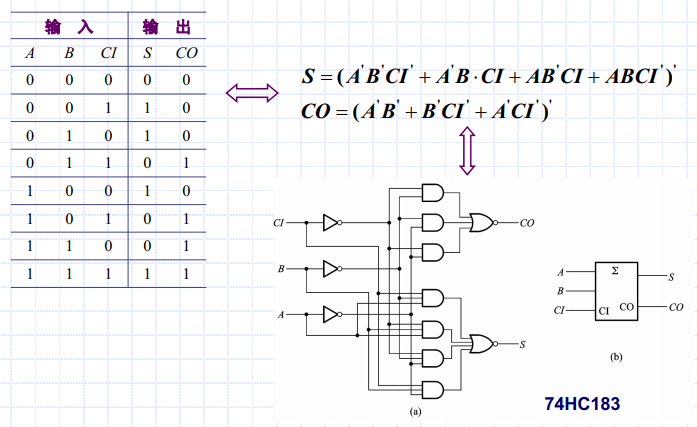 输 入 输 出
A B CI S CO
0 0 0 0 0
0 0 1 1 0
0 1 0 1 0
0 1 1 0 1
1 0 0 1 0
1 0 1 0 1
1 1 0 0 1
1 1 1 1 1
S = (A'B'CI' + A'B·CI + AB'CI + ABCI')'
CO = (A'B' + B'CI' + A'CI')'
CI
B
A
CO
S
(a)
Σ
A
B
CI
CI CO
S
CO
(b)
74HC183